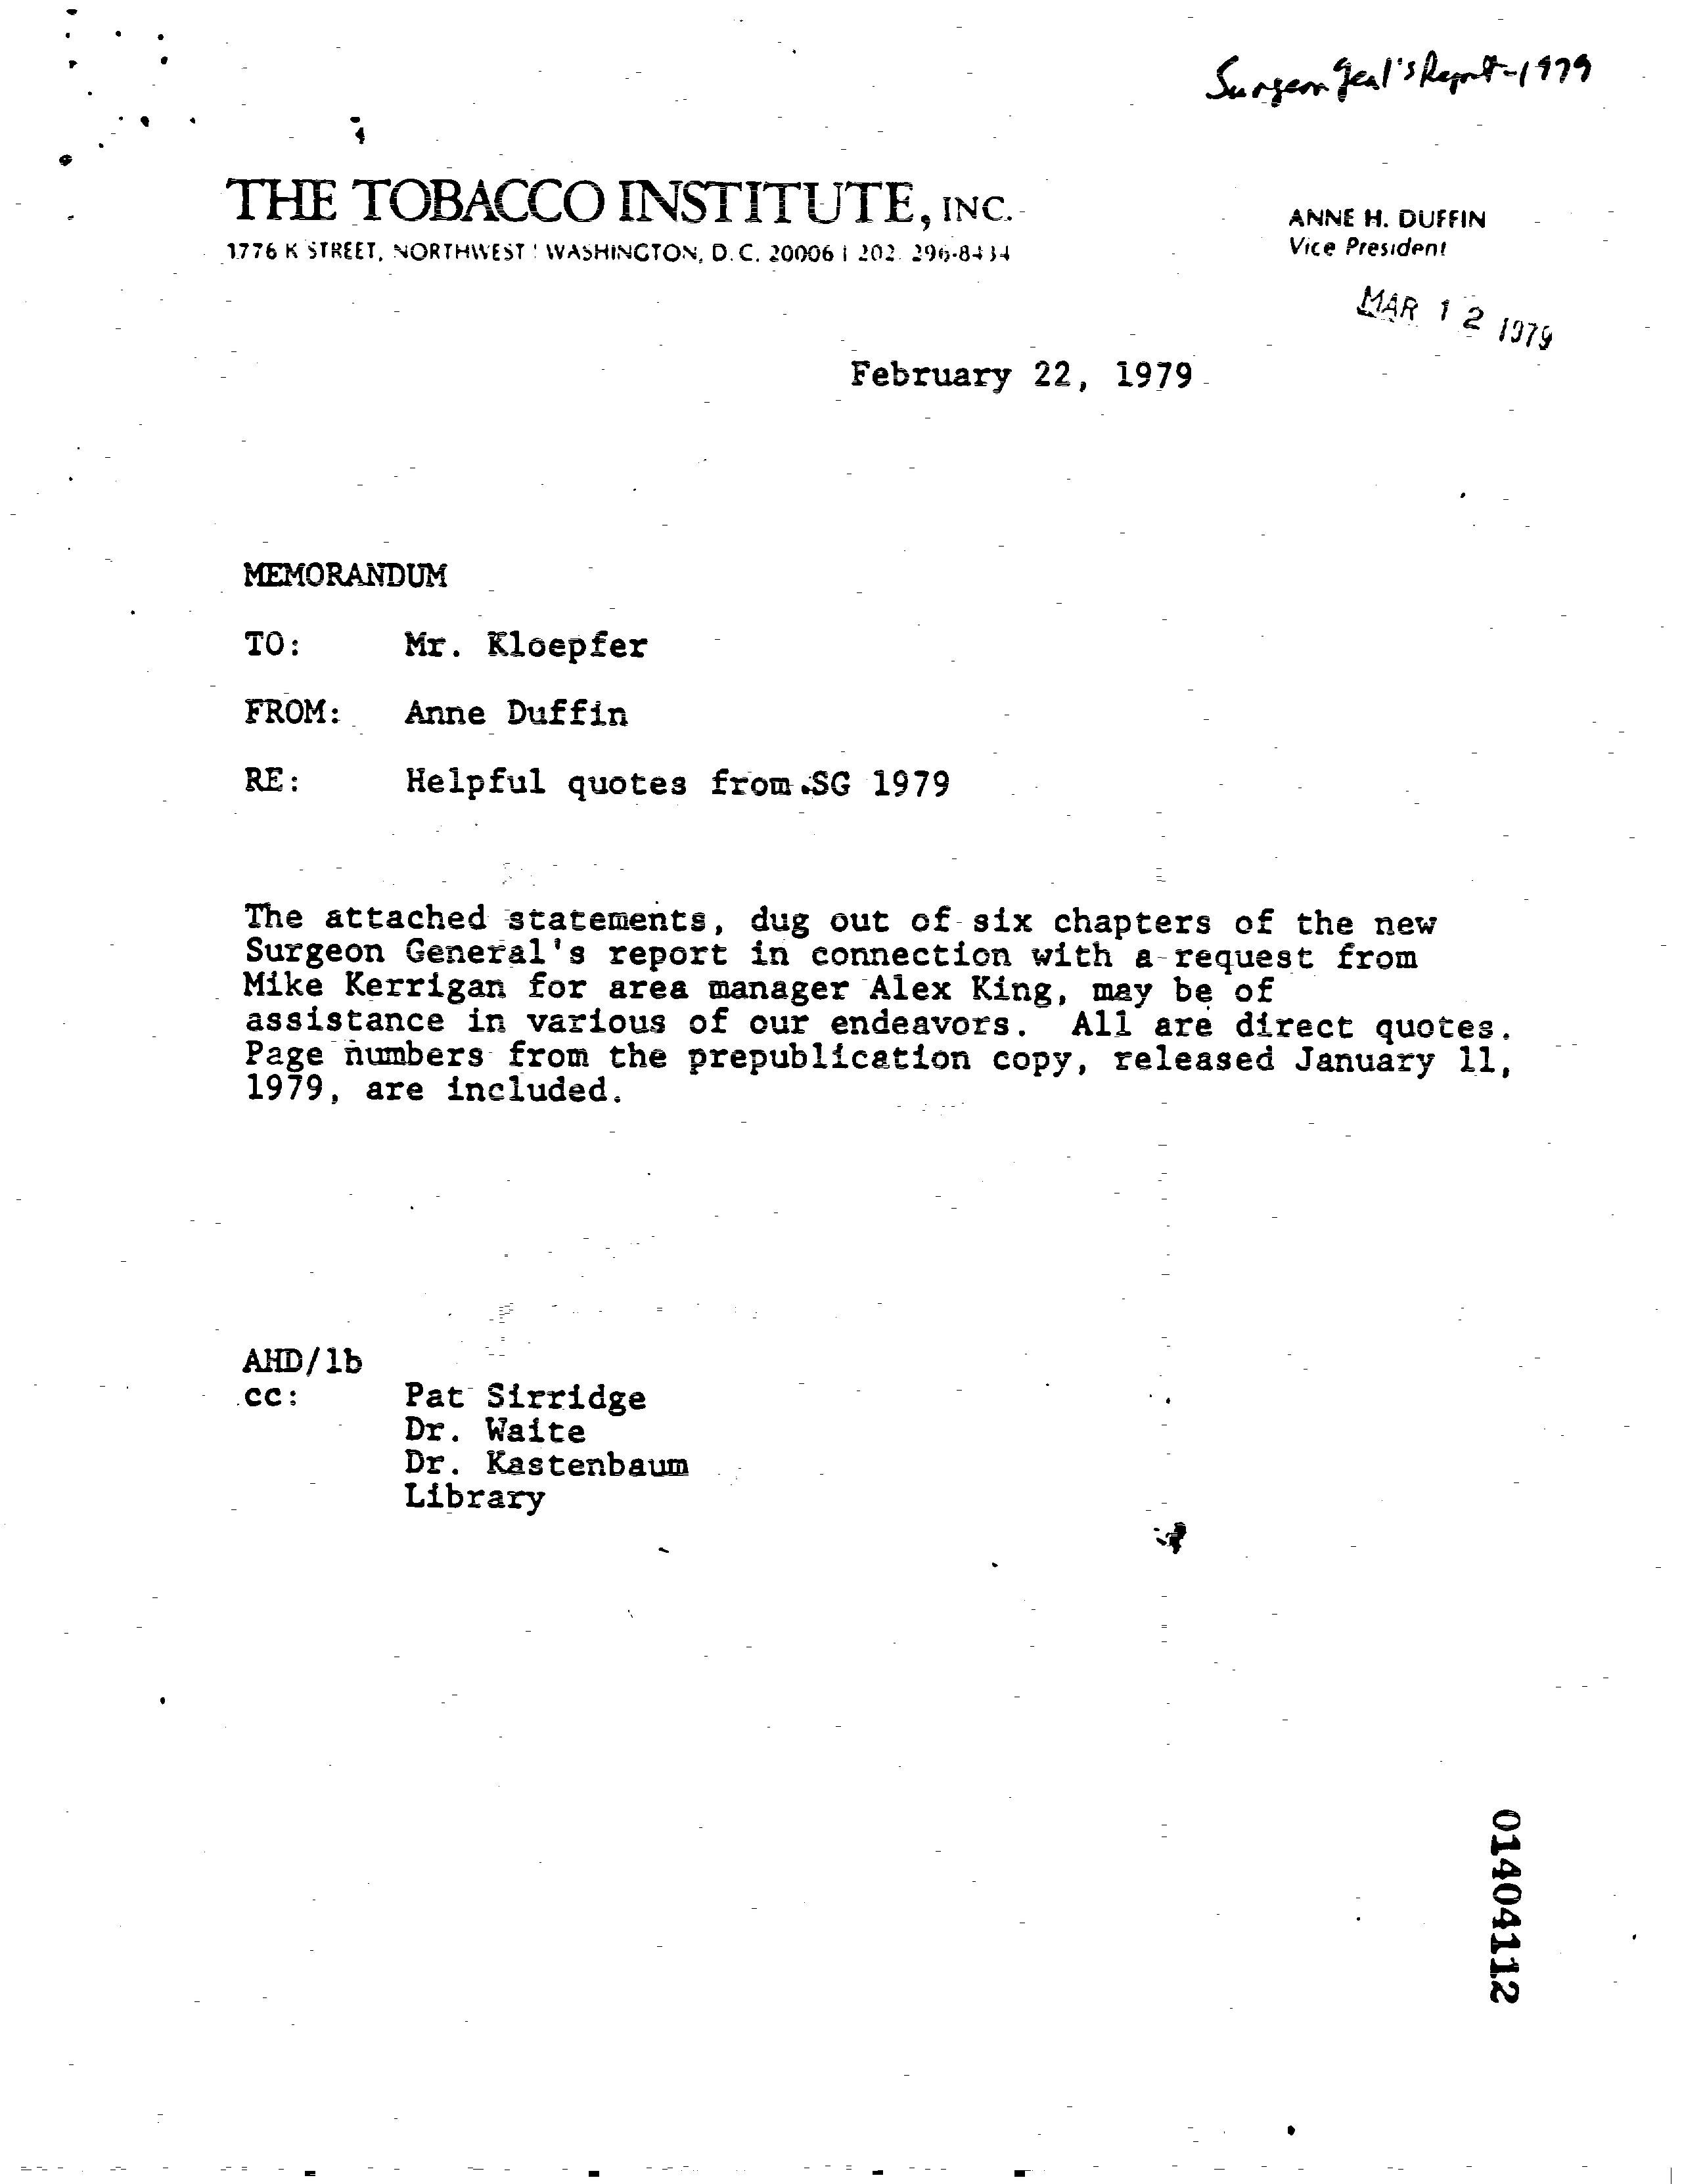 Surgeon Genl's Report-1979
THE TOBACCO INSTITUTE, INC.
1776 K STREET, NORTHWEST | WASHINGTON, D.C. 20006 | 202 296-8434
ANNE H. DUFFIN
Vice President
MAR 12 1979
February 22, 1979
MEMORANDUM
TO: Mr. Kloepfer
FROM: Anne Duffin
RE: Helpful quotes from SG 1979
The attached statements, dug out of six chapters of the new
Surgeon General's report in connection with a request from
Mike Kerrigan for area manager Alex King, may be of
assistance in various of our endeavors. All are direct quotes.
Page numbers from the prepublication copy, released January 11,
1979, are included.
AHD/lb
cc: Pat Sirridge
Dr. Waite
Dr. Kastenbaum
Library
01404112